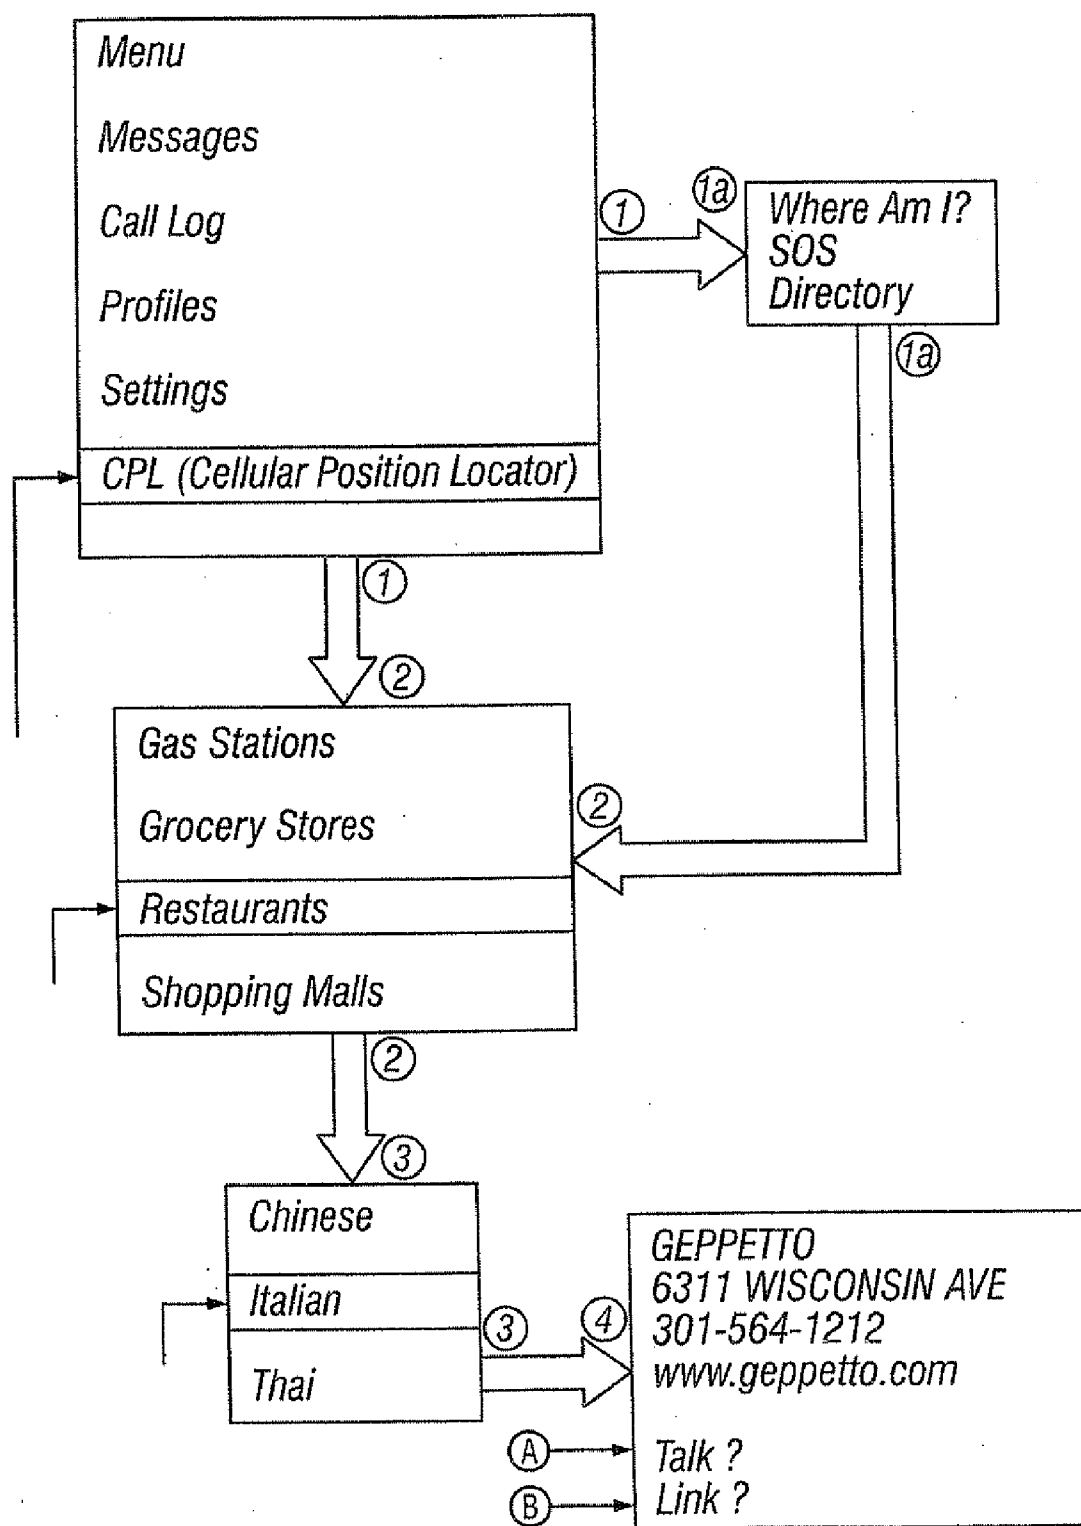 Menu
Messages
Call Log
Profiles
Settings
CPL (Cellular Position Locator)
1
1a
Where Am I?
SOS
Directory
1a
1
2
Gas Stations
Grocery Stores
Restaurants
Shopping Malls
2
2
3
Chinese
Italian
Thai
3
4
GEPPETTO
6311 WISCONSIN AVE
301-564-1212
www.geppetto.com
A
Talk ?
B
Link ?